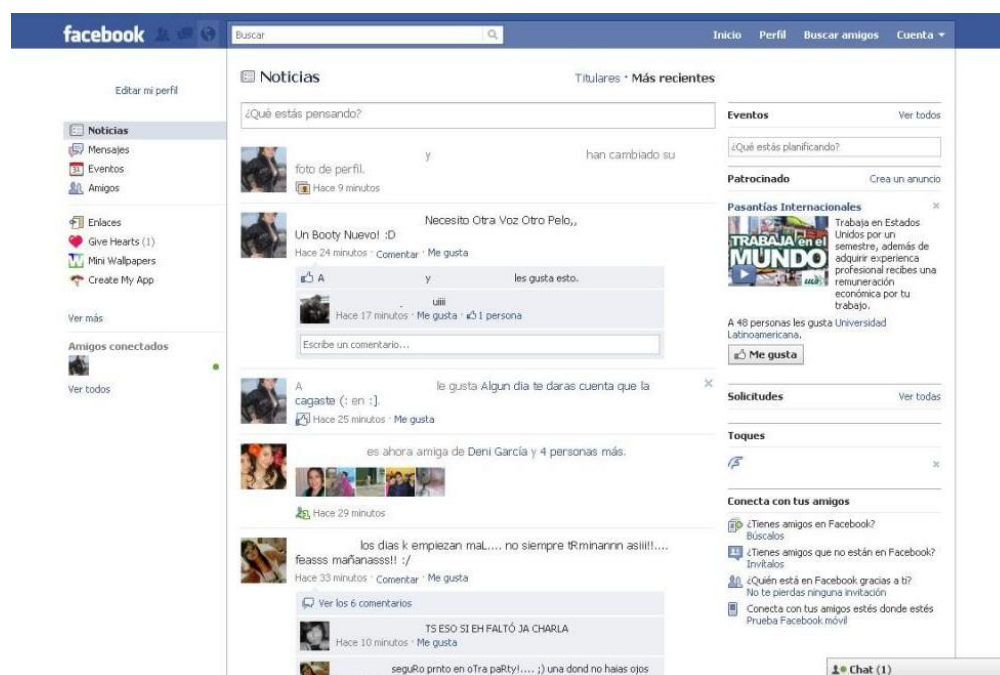 facebook
Buscar
Inicio Perfil Buscar amigos Cuenta
Editar mi perfil
Noticias
Mensajes
Eventos
31
Amigos
Enlaces
Give Hearts (1)
Mini Wallpapers
Create My App
Ver más
Amigos conectados
Ver todos
Noticias
Titulares · Más recientes
¿Qué estás pensando?
y han cambiado su
foto de perfil.
Hace 9 minutos
Necesito Otra Voz Otro Pelo,,
Un Booty Nuevo! :D
Hace 24 minutos · Comentar · Me gusta
A y les gusta esto.
uiii
Hace 17 minutos · Me gusta · 1 persona
Escribe un comentario...
A le gusta Algun dia te daras cuenta que la
cagaste (: en :].
Hace 25 minutos · Me gusta
es ahora amiga de Deni García y 4 personas más.
Hace 29 minutos
los dias k empiezan maL.... no siempre tRminannn asiii!!....
feasss mañanasss!! :/
Hace 33 minutos · Comentar · Me gusta
Ver los 6 comentarios
TS ESO SI EH FALTÓ JA CHARLA
Hace 10 minutos · Me gusta
seguRo prnto en oTra paRty!.... ;) una dond no haias ojos
Eventos Ver todos
¿Qué estás planificando?
Patrocinado Crea un anuncio
Pasantías Internacionales
TRABAJA en el
MUNDO
Trabaja en Estados
Unidos por un
semestre, además de
adquirir experienca
profesional recibes una
remuneración
económica por tu
trabajo.
A 48 personas les gusta Universidad
Latinoamericana.
Me gusta
Solicitudes Ver todas
Toques
Conecta con tus amigos
¿Tienes amigos en Facebook?
Búscalos
¿Tienes amigos que no están en Facebook?
Invítalos
¿Quién está en Facebook gracias a ti?
No te pierdas ninguna invitación
Conecta con tus amigos estés donde estés
Prueba Facebook móvil
Chat (1)